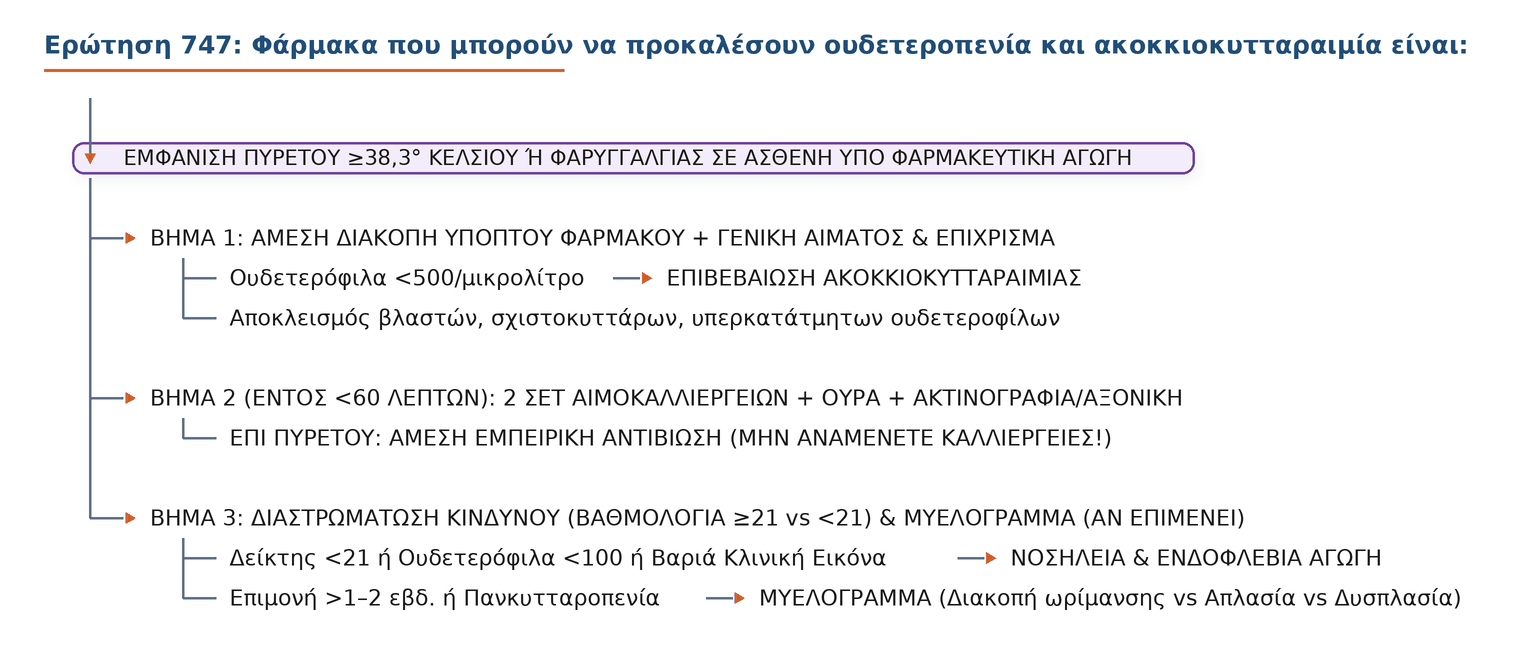 Ερώτηση 747: Φάρμακα που μπορούν να προκαλέσουν ουδετεροπενία και ακοκκιοκυτταραιμία είναι:
ΕΜΦΑΝΙΣΗ ΠΥΡΕΤΟΥ ≥38,3° ΚΕΛΣΙΟΥ Ή ΦΑΡΥΓΓΑΛΓΙΑΣ ΣΕ ΑΣΘΕΝΗ ΥΠΟ ΦΑΡΜΑΚΕΥΤΙΚΗ ΑΓΩΓΗ
ΒΗΜΑ 1: ΑΜΕΣΗ ΔΙΑΚΟΠΗ ΥΠΟΠΤΟΥ ΦΑΡΜΑΚΟΥ + ΓΕΝΙΚΗ ΑΙΜΑΤΟΣ & ΕΠΙΧΡΙΣΜΑ
Ουδετερόφιλα <500/μικρολίτρο ΕΠΙΒΕΒΑΙΩΣΗ ΑΚΟΚΚΙΟΚΥΤΤΑΡΑΙΜΙΑΣ
Αποκλεισμός βλαστών, σχιστοκυττάρων, υπερκατάτμητων ουδετεροφίλων
ΒΗΜΑ 2 (ΕΝΤΟΣ <60 ΛΕΠΤΩΝ): 2 ΣΕΤ ΑΙΜΟΚΑΛΛΙΕΡΓΕΙΩΝ + ΟΥΡΑ + ΑΚΤΙΝΟΓΡΑΦΙΑ/ΑΞΟΝΙΚΗ
ΕΠΙ ΠΥΡΕΤΟΥ: ΑΜΕΣΗ ΕΜΠΕΙΡΙΚΗ ΑΝΤΙΒΙΩΣΗ (ΜΗΝ ΑΝΑΜΕΝΕΤΕ ΚΑΛΛΙΕΡΓΕΙΕΣ!)
ΒΗΜΑ 3: ΔΙΑΣΤΡΩΜΑΤΩΣΗ ΚΙΝΔΥΝΟΥ (ΒΑΘΜΟΛΟΓΙΑ ≥21 vs <21) & ΜΥΕΛΟΓΡΑΜΜΑ (ΑΝ ΕΠΙΜΕΝΕΙ)
Δείκτης <21 ή Ουδετερόφιλα <100 ή Βαριά Κλινική Εικόνα ΝΟΣΗΛΕΙΑ & ΕΝΔΟΦΛΕΒΙΑ ΑΓΩΓΗ
Επιμονή >1–2 εβδ. ή Πανκυτταροπενία ΜΥΕΛΟΓΡΑΜΜΑ (Διακοπή ωρίμανσης vs Απλασία vs Δυσπλασία)